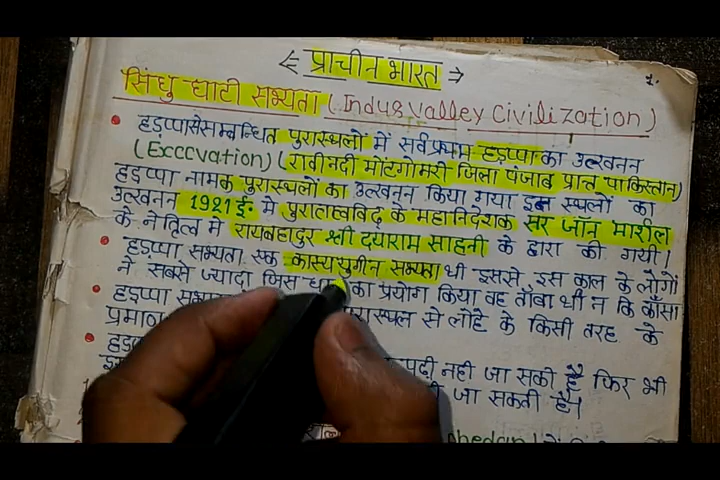 ← प्राचीन भारत → 1.
सिंधु घाटी सभ्यता (Indus valley Civilization)
हड़प्पा से सम्बन्धित पुरास्थलों में सर्वप्रथम हड़प्पा का उत्खनन
(Exccvation) (रावी नदी मोंटगोमरी जिला पंजाब प्रान्त पाकिस्तान)
हड़प्पा नामक पुरास्थलों का उत्खनन किया गया इन स्थलों का
उत्खनन 1921 ई. में पुरातत्वविद् के महानिदेशक सर जॉन मार्शल
के नेतृत्व में रायबहादुर श्री दयाराम साहनी के द्वारा की गयी।
हड़प्पा सभ्यता एक कास्ययुगीन सभ्यता थी इससे इस काल के लोगों
ने सबसे ज्यादा जिस का प्रयोग किया वह ताँबा थी न कि काँसा
हड़प्पा पुरास्थल से लोहे के किसी तरह के
प्रमाण
नही जा सकी है फिर भी
जा सकती है।